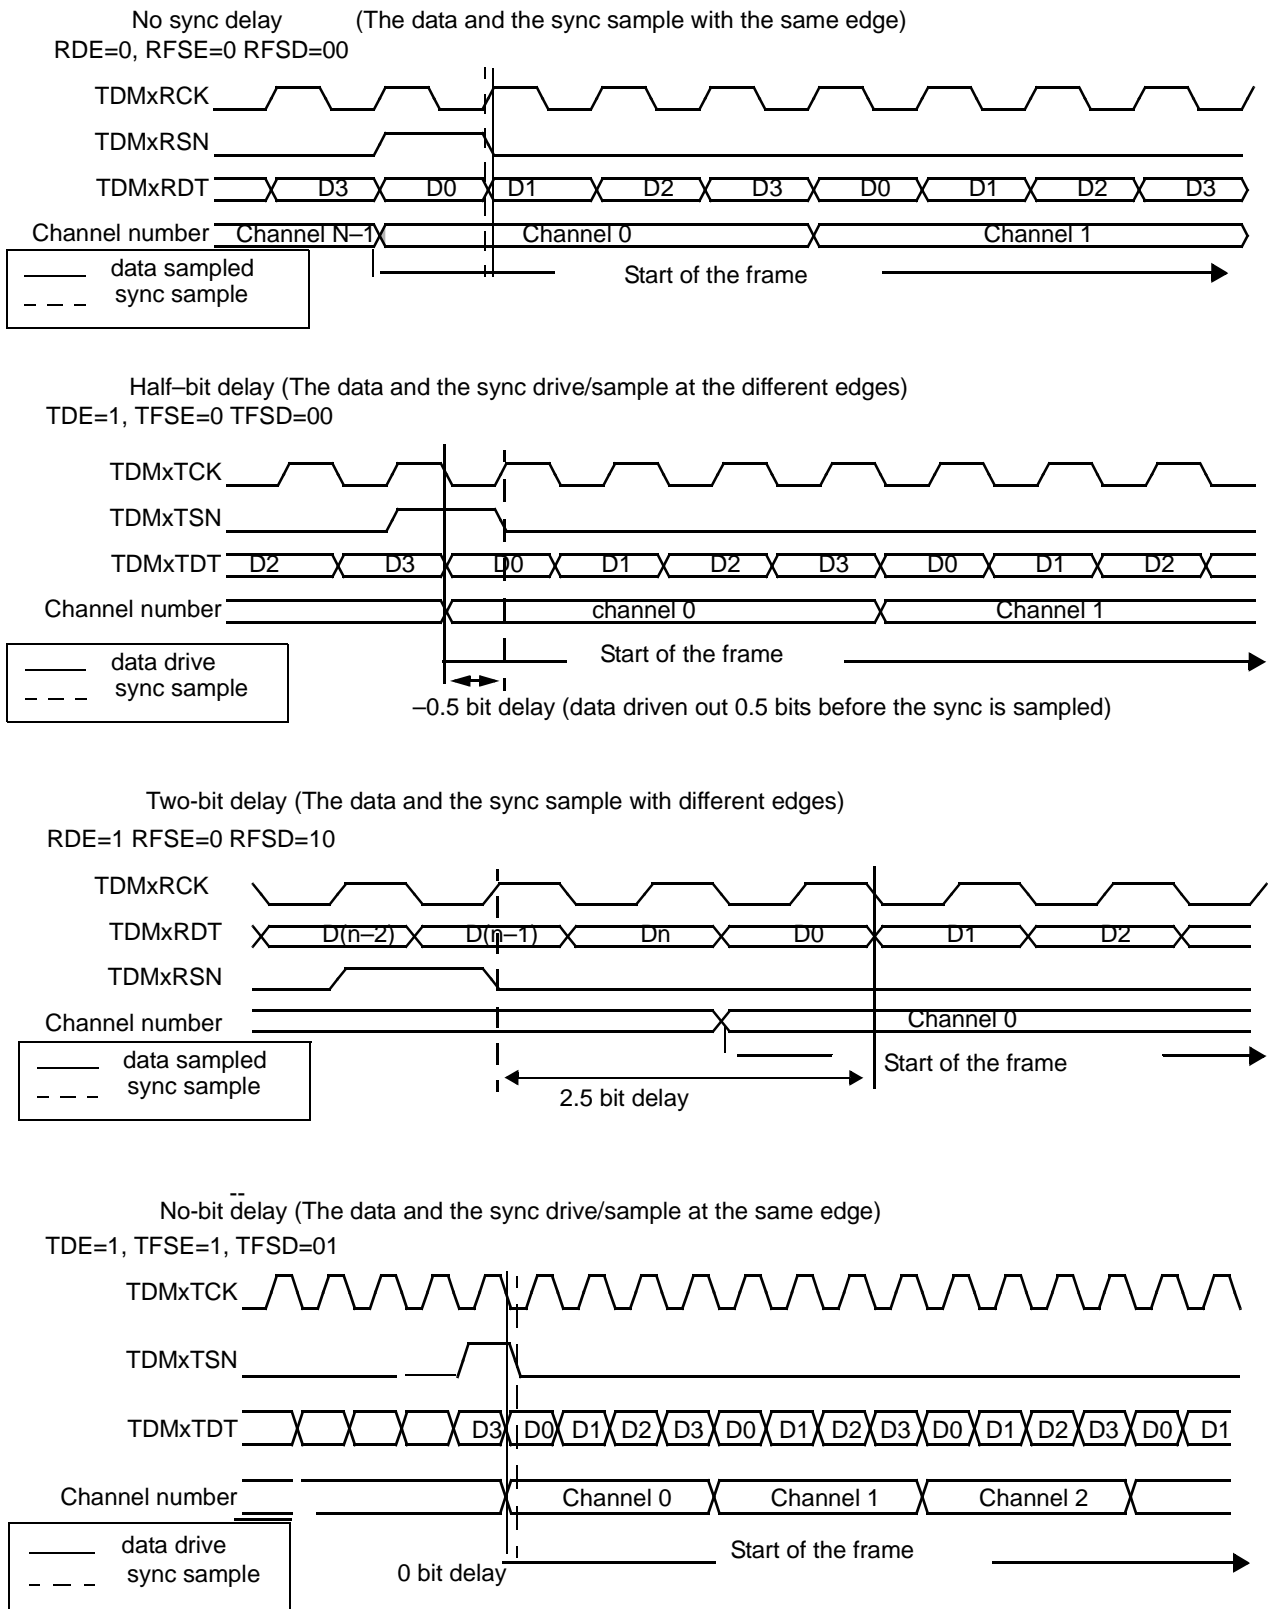 No sync delay (The data and the sync sample with the same edge)
RDE=0, RFSE=0 RFSD=00
TDMxRCK
TDMxRSN
TDMxRDT D3 D0 D1 D2 D3 D0 D1 D2 D3
Channel number Channel N–1 Channel 0 Channel 1
data sampled
sync sample
Start of the frame
Half–bit delay (The data and the sync drive/sample at the different edges)
TDE=1, TFSE=0 TFSD=00
TDMxTCK
TDMxTSN
TDMxTDT D2 D3 D0 D1 D2 D3 D0 D1 D2
Channel number channel 0 Channel 1
data drive
sync sample
Start of the frame
–0.5 bit delay (data driven out 0.5 bits before the sync is sampled)
Two-bit delay (The data and the sync sample with different edges)
RDE=1 RFSE=0 RFSD=10
TDMxRCK
TDMxRDT D(n–2) D(n–1) Dn D0 D1 D2
TDMxRSN
Channel number Channel 0
data sampled
sync sample
Start of the frame
2.5 bit delay
--
No-bit delay (The data and the sync drive/sample at the same edge)
TDE=1, TFSE=1, TFSD=01
TDMxTCK
TDMxTSN
TDMxTDT D3 D0 D1 D2 D3 D0 D1 D2 D3 D0 D1 D2 D3 D0 D1
Channel number Channel 0 Channel 1 Channel 2
data drive
sync sample
0 bit delay
Start of the frame